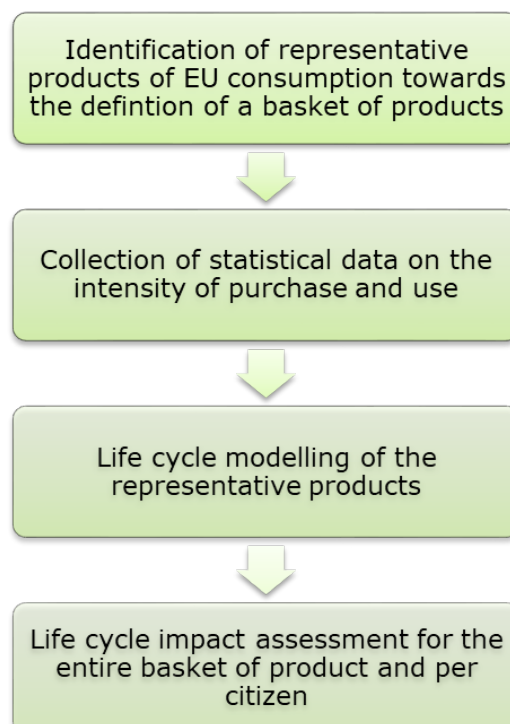 Identification of representative
products of EU consumption towards
the defintion of a basket of products
Collection of statistical data on the
intensity of purchase and use
Life cycle modelling of the
representative products
Life cycle impact assessment for the
entire basket of product and per
citizen